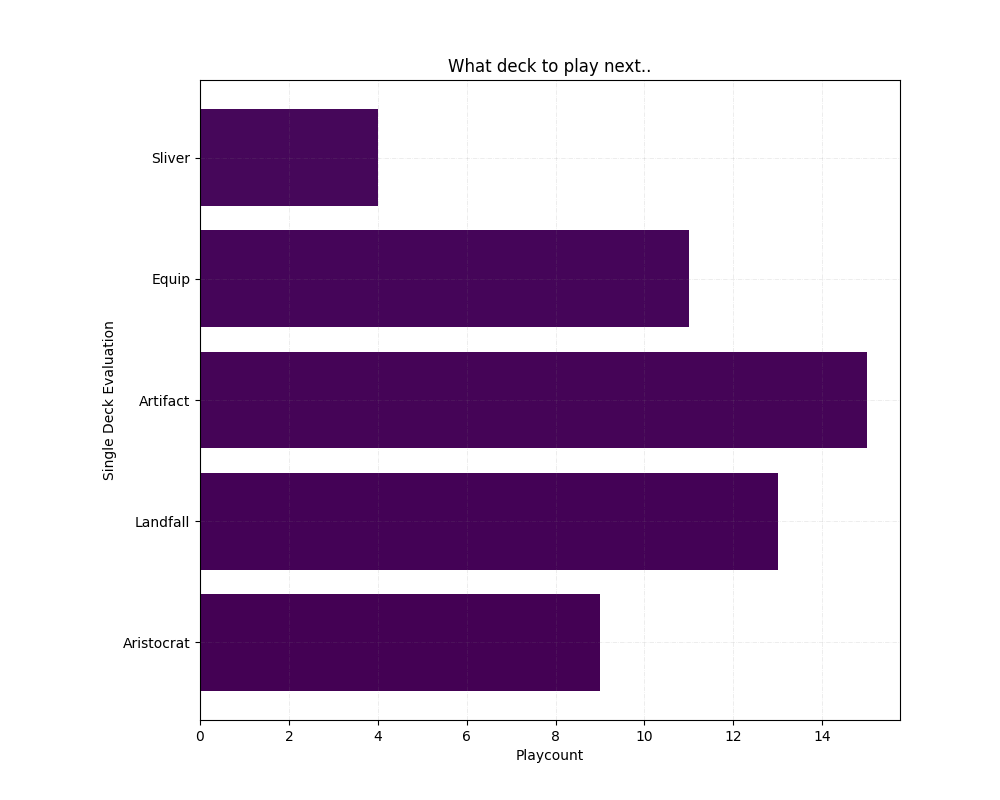 What deck to play next..
Single Deck Evaluation
Sliver
Equip
Artifact
Landfall
Aristocrat
0 2 4 6 8 10 12 14
Playcount